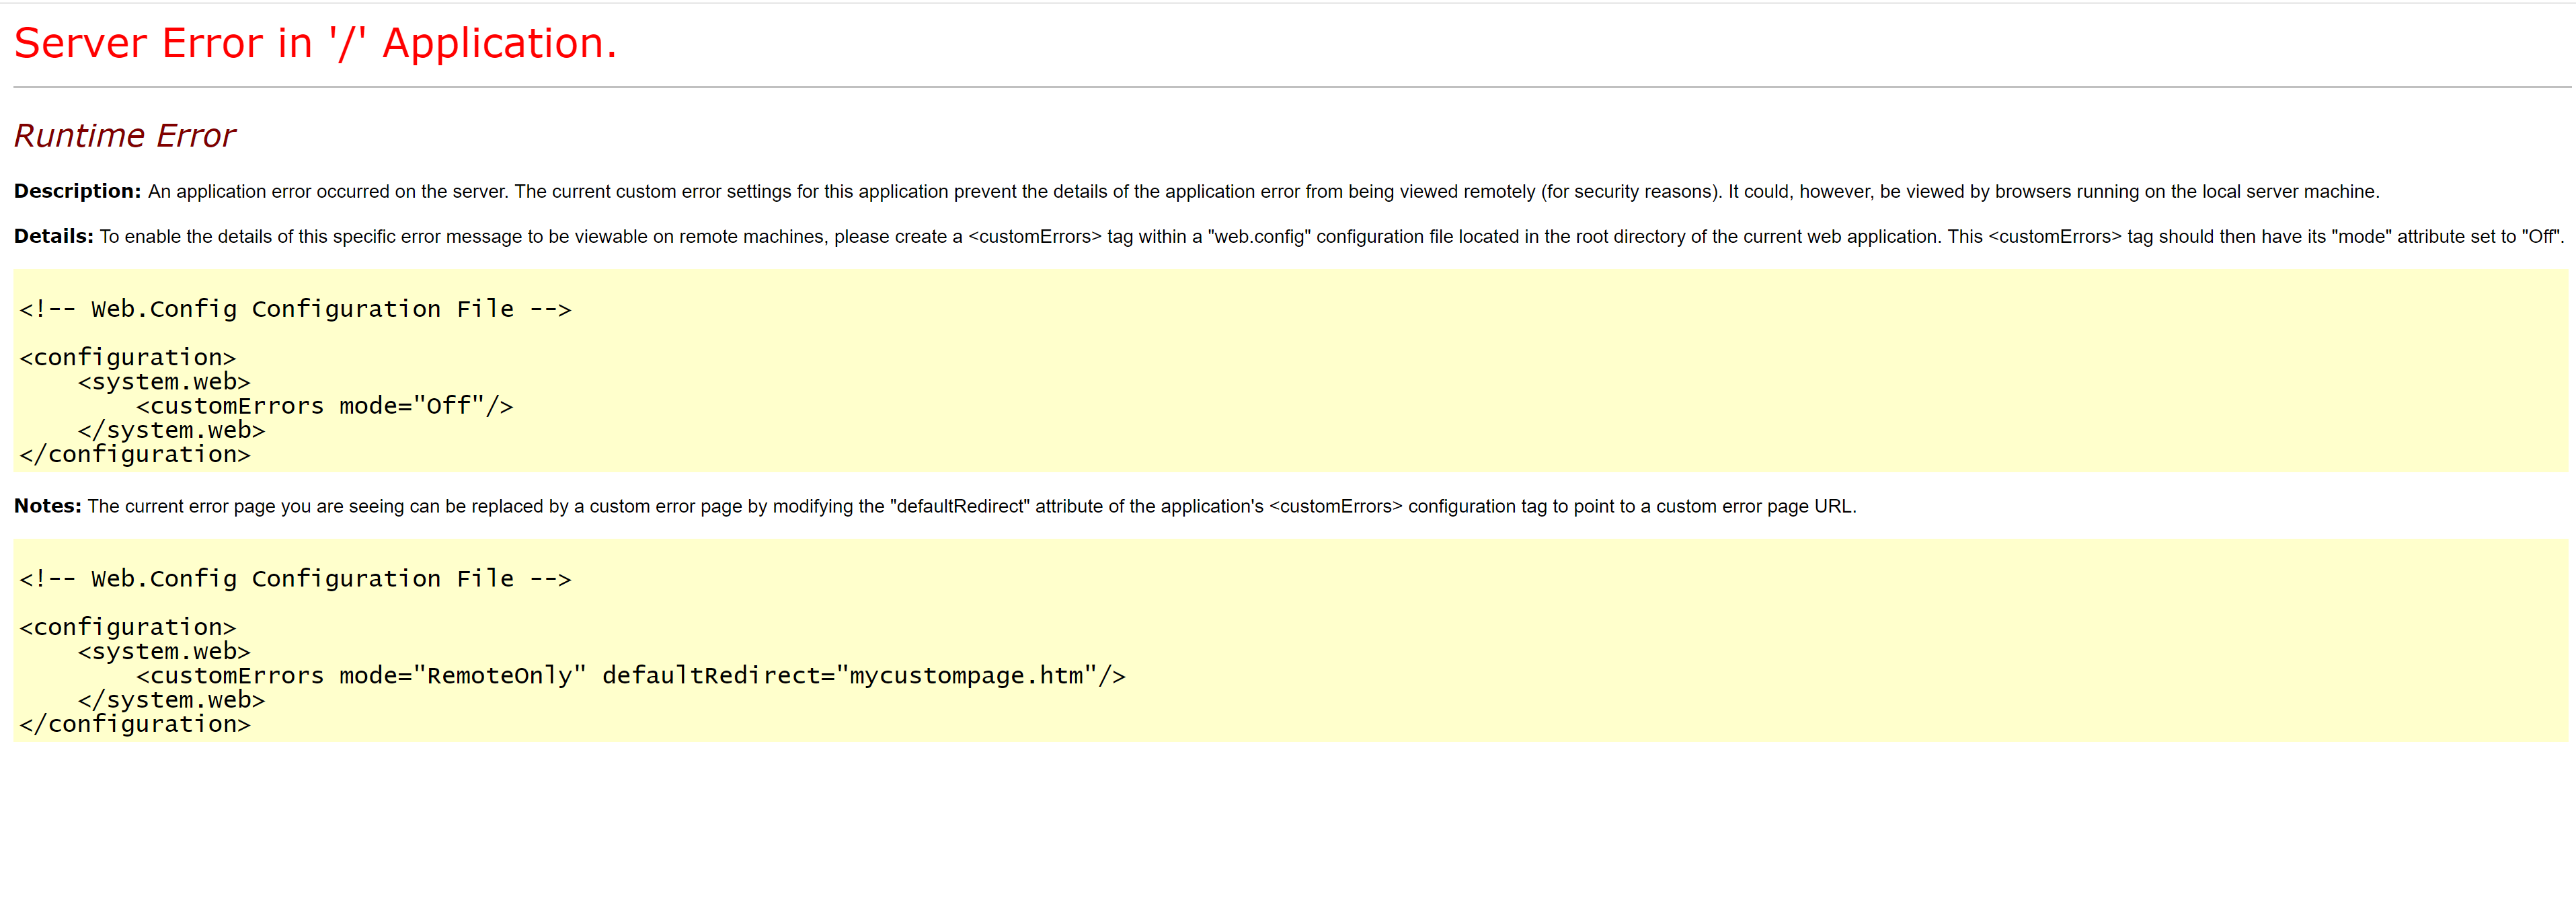 Server Error in '/' Application.
Runtime Error
Description: An application error occurred on the server. The current custom error settings for this application prevent the details of the application error from being viewed remotely (for security reasons). It could, however, be viewed by browsers running on the local server machine.
Details: To enable the details of this specific error message to be viewable on remote machines, please create a <customErrors> tag within a "web.config" configuration file located in the root directory of the current web application. This <customErrors> tag should then have its "mode" attribute set to "Off".
<!-- Web.Config Configuration File -->
<configuration>
    <system.web>
        <customErrors mode="Off"/>
    </system.web>
</configuration>
Notes: The current error page you are seeing can be replaced by a custom error page by modifying the "defaultRedirect" attribute of the application's <customErrors> configuration tag to point to a custom error page URL.
<!-- Web.Config Configuration File -->
<configuration>
    <system.web>
        <customErrors mode="RemoteOnly" defaultRedirect="mycustompage.htm"/>
    </system.web>
</configuration>